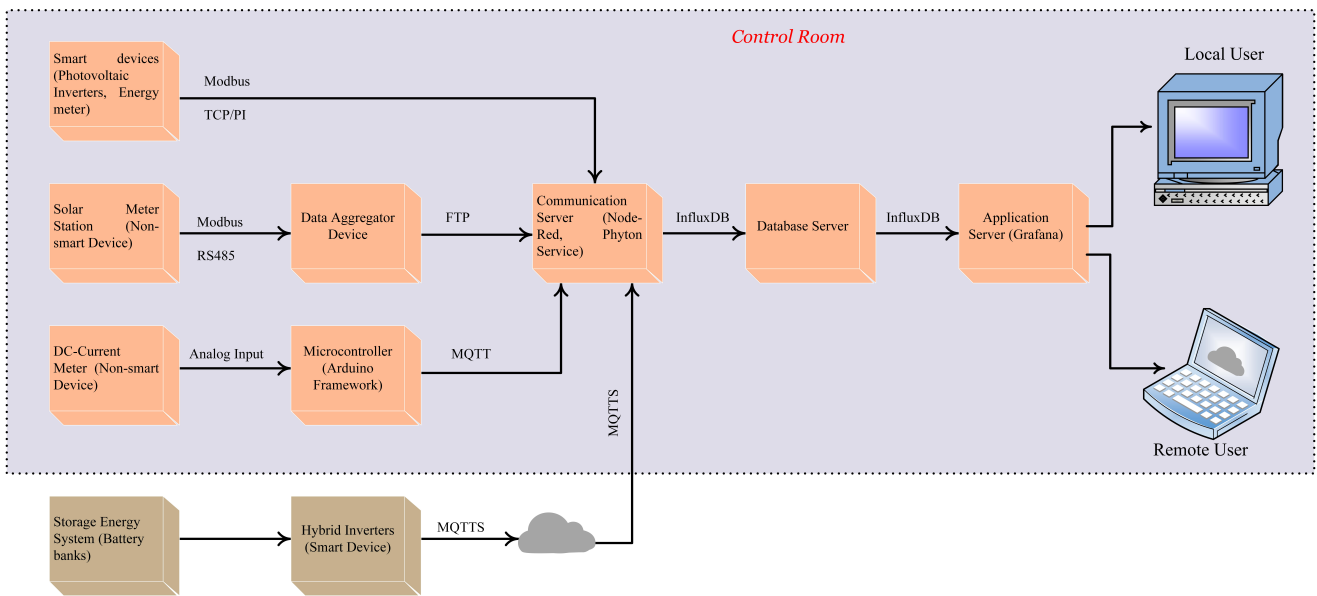 Control Room
Local User
Smart devices
(Photovoltaic
Inverters, Energy
meter)
Modbus
TCP/PI
Solar Meter
Station (Non-
smart Device)
Modbus
RS485
Data Aggregator
Device
FTP
Communication
Server (Node-
Red, Phyton
Service)
InfluxDB
Database Server
InfluxDB
Application
Server (Grafana)
DC-Current
Meter (Non-smart
Device)
Analog Input
Microcontroller
(Arduino
Framework)
MQTT
MQTTS
Remote User
Storage Energy
System (Battery
banks)
Hybrid Inverters
(Smart Device)
MQTTS